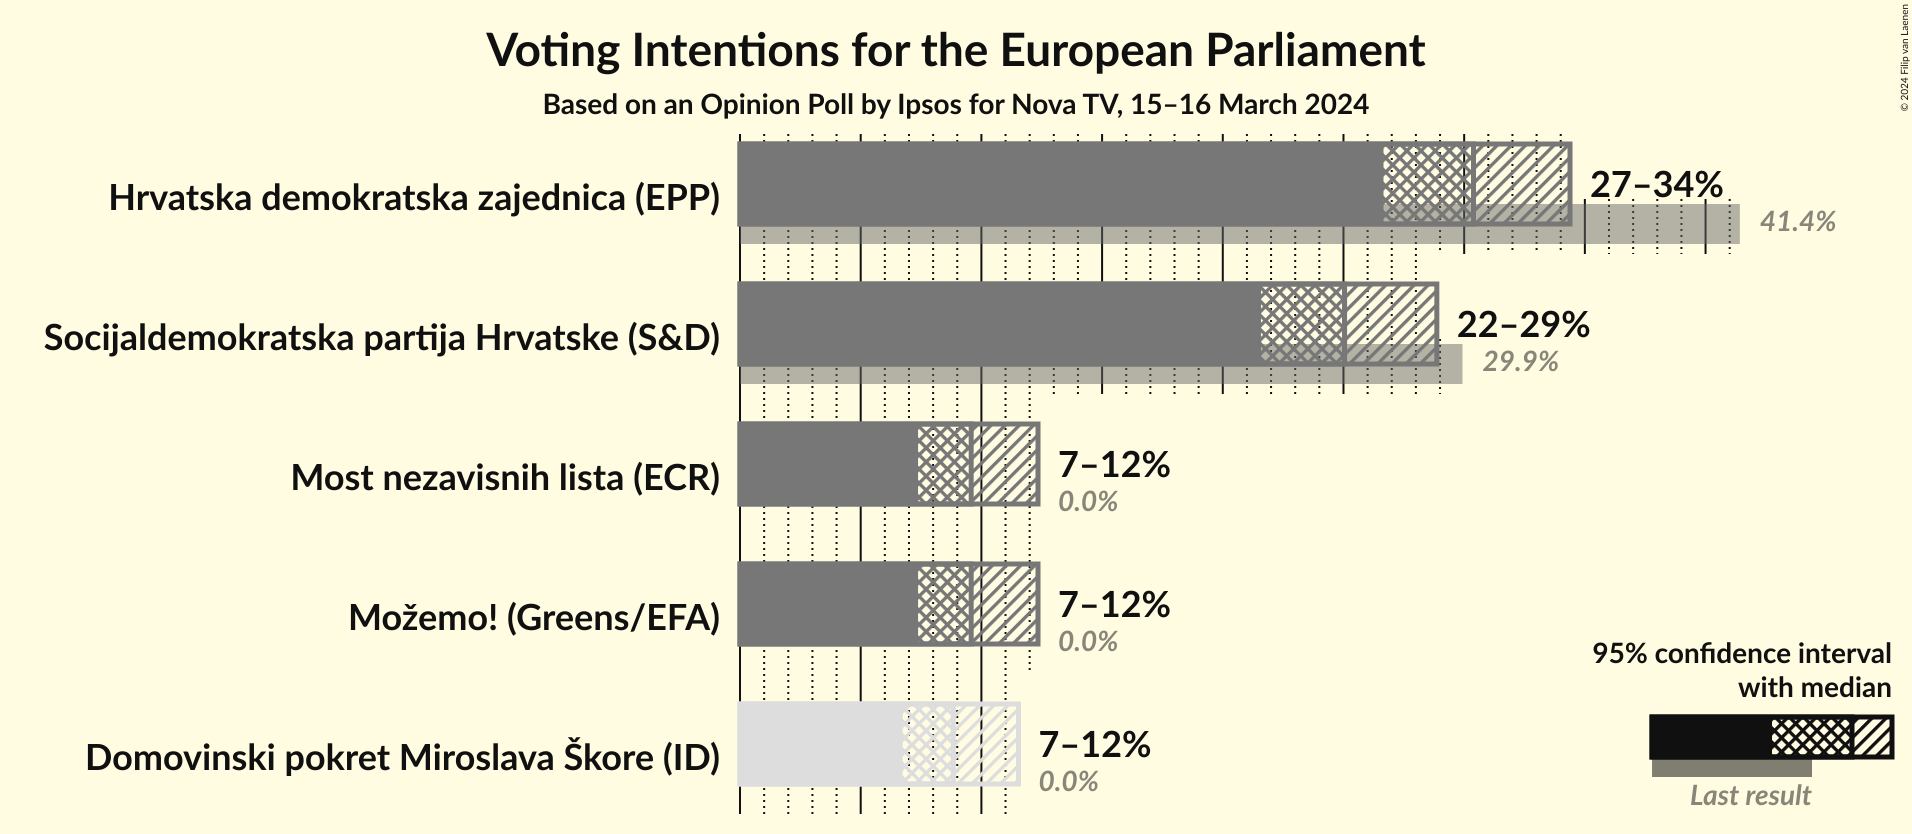 Voting Intentions for the European Parliament
Based on an Opinion Poll by Ipsos for Nova TV, 15–16 March 2024
© 2024 Filip van Laenen
Hrvatska demokratska zajednica (EPP)
27–34%
41.4%
Socijaldemokratska partija Hrvatske (S&D)
22–29%
29.9%
Most nezavisnih lista (ECR)
7–12%
0.0%
Možemo! (Greens/EFA)
7–12%
0.0%
Domovinski pokret Miroslava Škore (ID)
7–12%
0.0%
95% confidence interval
with median
Last result